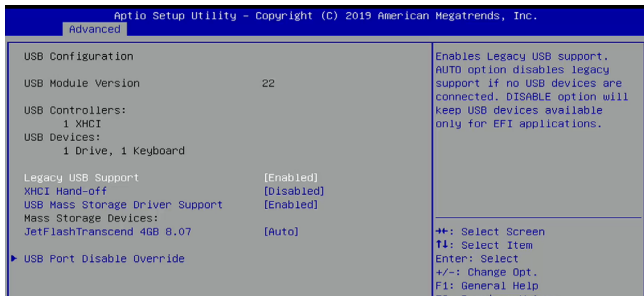 Aptio Setup Utility – Copyright (C) 2019 American Megatrends, Inc.
Advanced
USB Configuration
USB Module Version 22
USB Controllers:
1 XHCI
USB Devices:
1 Drive, 1 Keyboard
Legacy USB Support [Enabled]
XHCI Hand-off [Disabled]
USB Mass Storage Driver Support [Enabled]
Mass Storage Devices:
JetFlashTranscend 4GB 8.07 [Auto]
► USB Port Disable Override
Enables Legacy USB support.
AUTO option disables legacy
support if no USB devices are
connected. DISABLE option will
keep USB devices available
only for EFI applications.
→←: Select Screen
↑↓: Select Item
Enter: Select
+/-: Change Opt.
F1: General Help